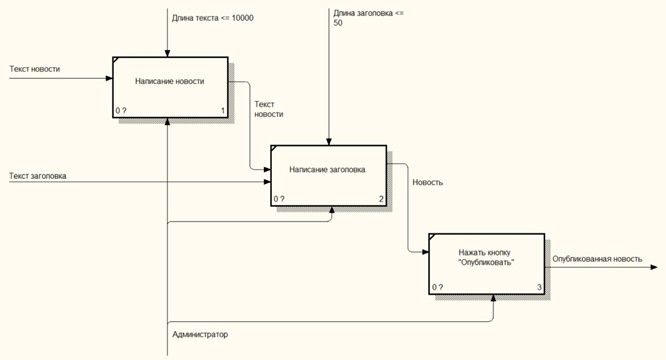 Длина текста <= 10000
Длина заголовка <=
50
Текст новости
Написание новости
0 ?
1
Текст
новости
Текст заголовка
Написание заголовка
0 ?
2
Новость
Нажать кнопку
"Опубликовать"
0 ?
3
Опубликованная новость
Администратор